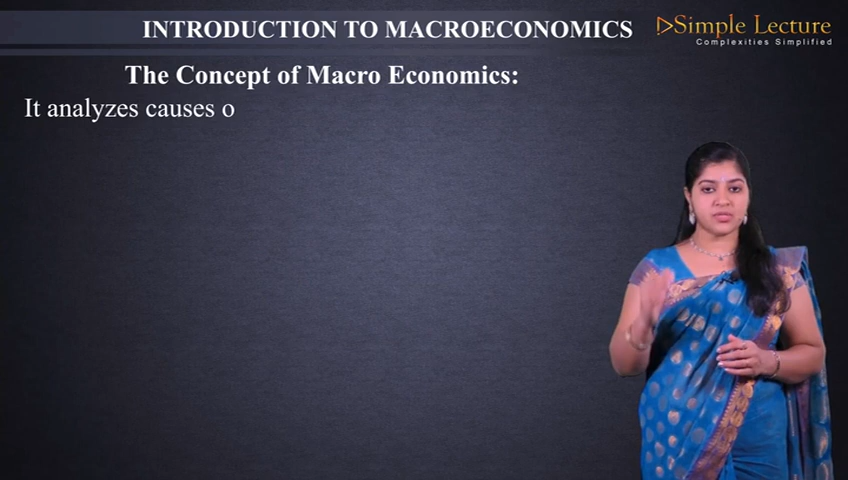 INTRODUCTION TO MACROECONOMICS
Simple Lecture
Complexities Simplified
The Concept of Macro Economics:
It analyzes causes o